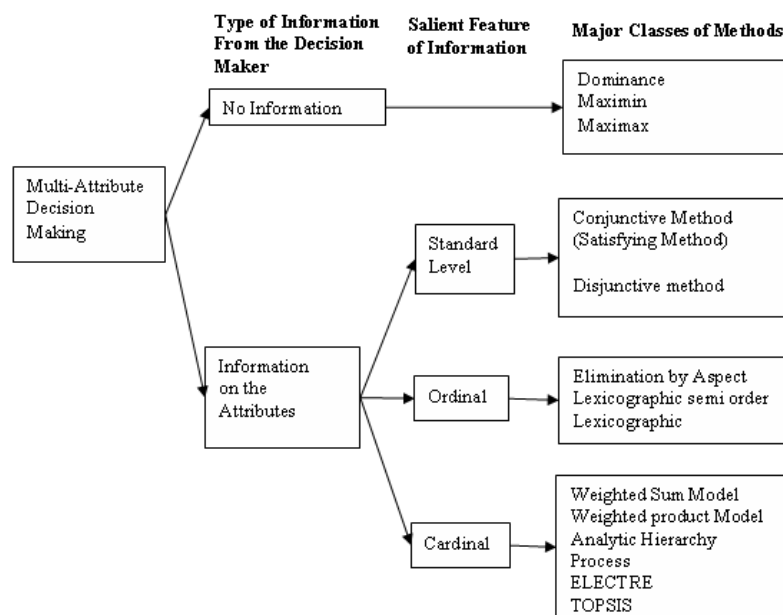 Type of Information
From the Decision
Maker
Salient Feature
of Information
Major Classes of Methods
No Information
Dominance
Maximin
Maximax
Multi-Attribute
Decision
Making
Standard
Level
Conjunctive Method
(Satisfying Method)
Disjunctive method
Information
on the
Attributes
Ordinal
Elimination by Aspect
Lexicographic semi order
Lexicographic
Cardinal
Weighted Sum Model
Weighted product Model
Analytic Hierarchy
Process
ELECTRE
TOPSIS